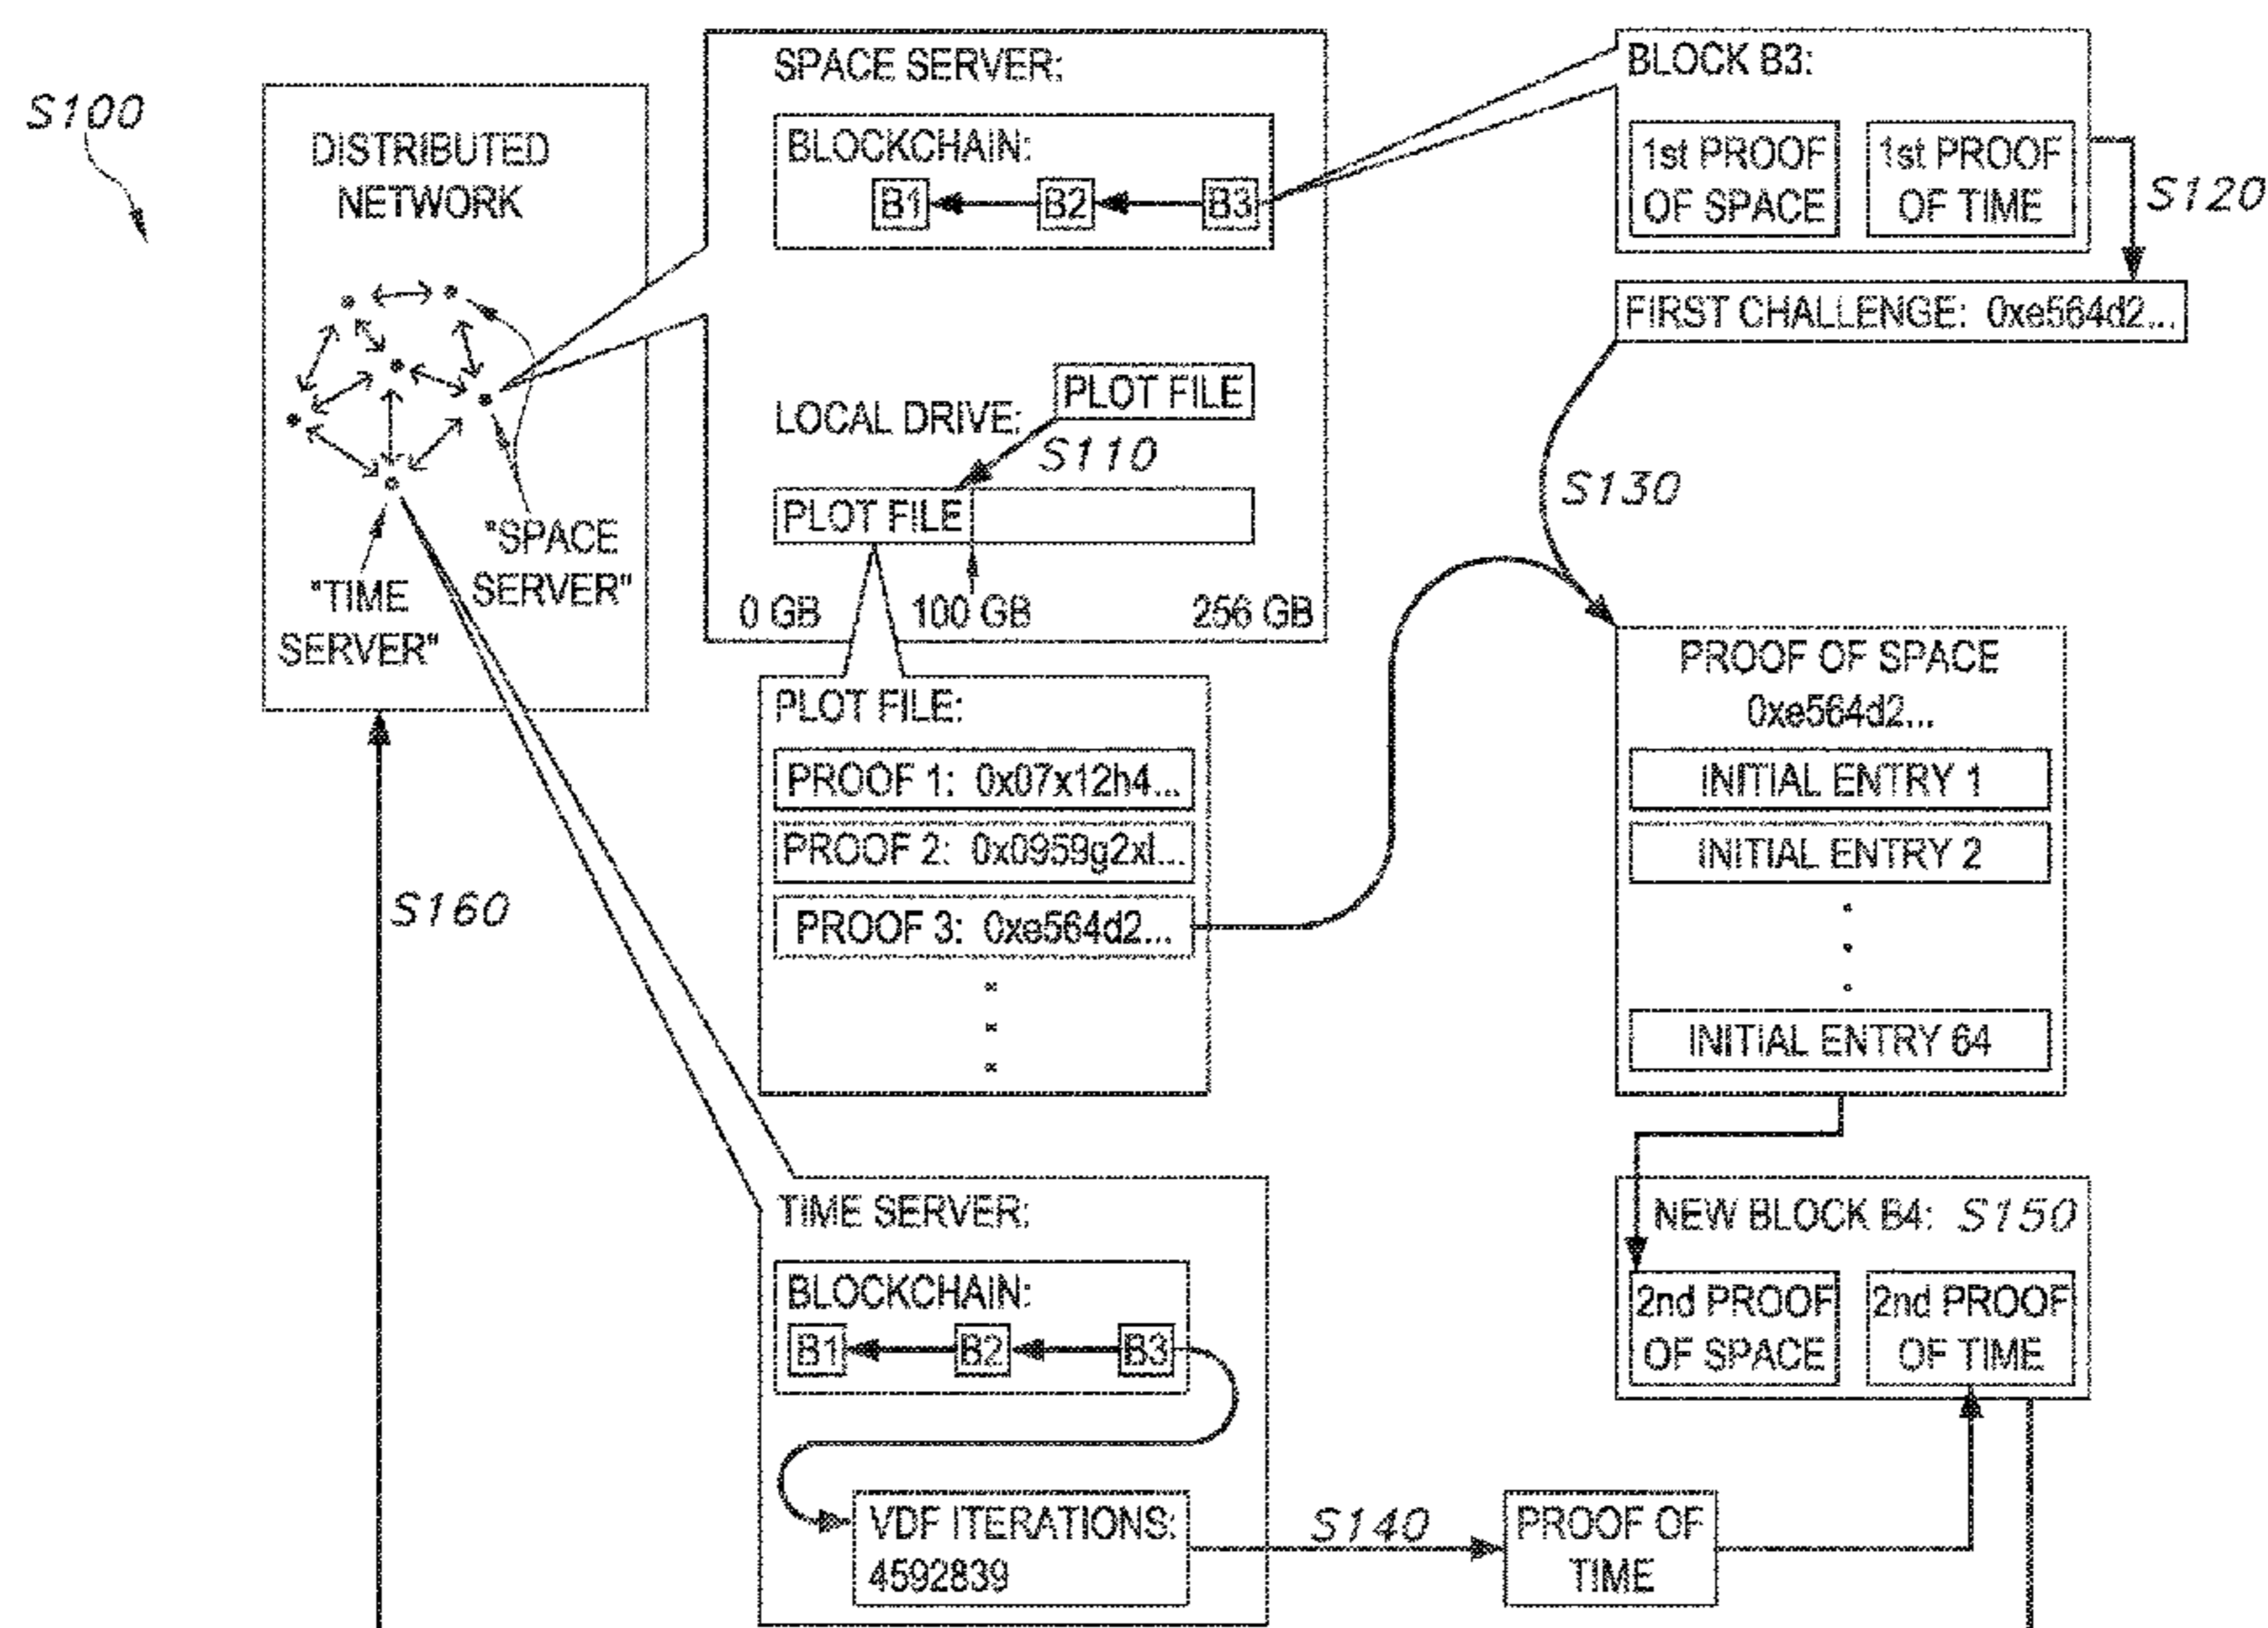 S100
DISTRIBUTED
NETWORK
"SPACE
SERVER"
"TIME
SERVER"
S160
SPACE SERVER:
BLOCKCHAIN:
B1 B2 B3
PLOT FILE
LOCAL DRIVE:
S110
PLOT FILE
0 GB 100 GB 256 GB
PLOT FILE:
PROOF 1: 0x07x12h4...
PROOF 2: 0x0959g2xl...
PROOF 3: 0xe564d2...
TIME SERVER:
BLOCKCHAIN:
B1 B2 B3
VDF ITERATIONS:
4592839
S140
PROOF OF
TIME
BLOCK B3:
1st PROOF
OF SPACE
1st PROOF
OF TIME
S120
FIRST CHALLENGE: 0xe564d2...
S130
PROOF OF SPACE
0xe564d2...
INITIAL ENTRY 1
INITIAL ENTRY 2
INITIAL ENTRY 64
NEW BLOCK B4: S150
2nd PROOF
OF SPACE
2nd PROOF
OF TIME